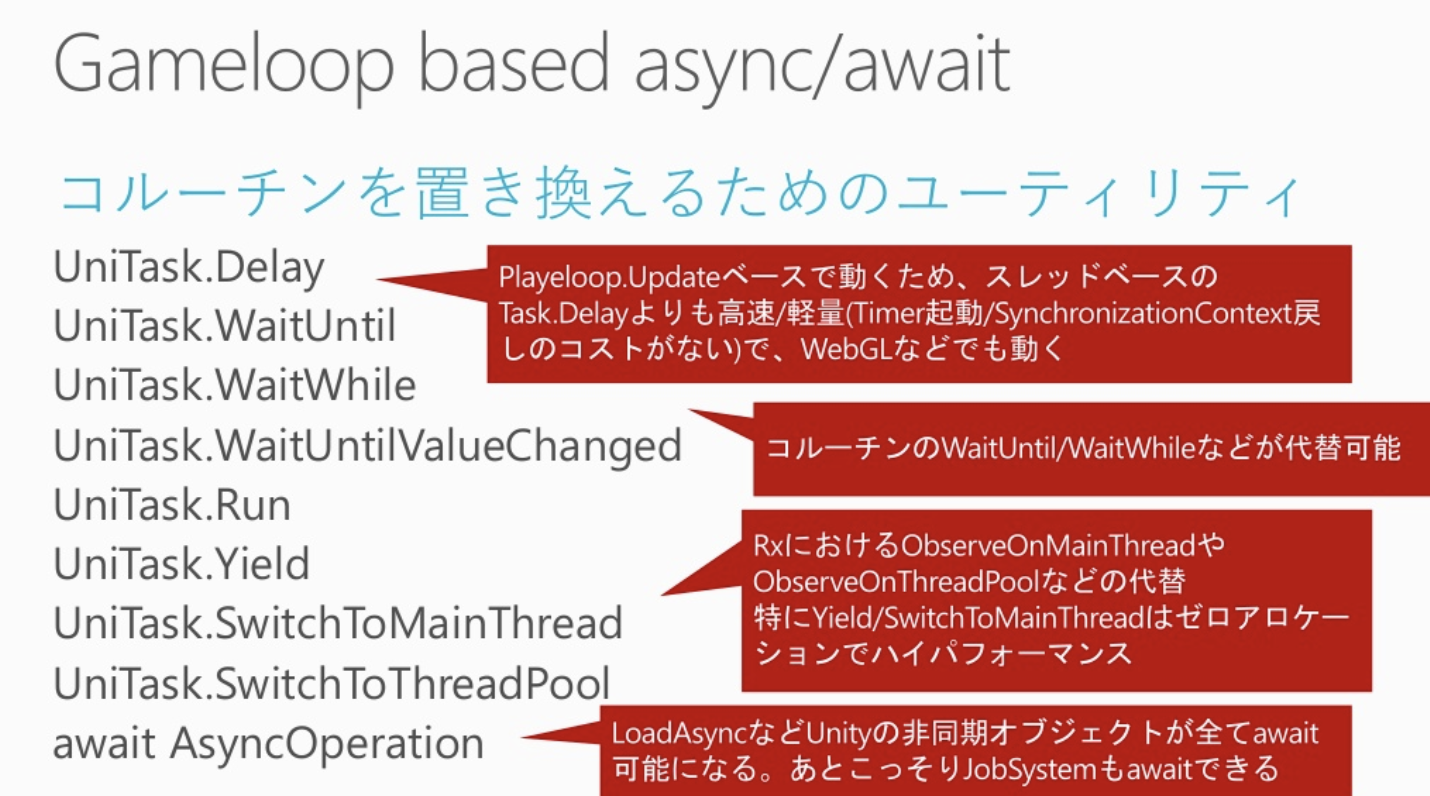 Gameloop based async/await
コルーチンを置き換えるためのユーティリティ
UniTask.Delay
Playeloop.Updateベースで動くため、スレッドベースの
Task.Delayよりも高速/軽量(Timer起動/SynchronizationContext戻
しのコストがない)で、WebGLなどでも動く
UniTask.WaitUntil
UniTask.WaitWhile
UniTask.WaitUntilValueChanged
コルーチンのWaitUntil/WaitWhileなどが代替可能
UniTask.Run
UniTask.Yield
UniTask.SwitchToMainThread
UniTask.SwitchToThreadPool
RxにおけるObserveOnMainThreadや
ObserveOnThreadPoolなどの代替
特にYield/SwitchToMainThreadはゼロアロケー
ションでハイパフォーマンス
await AsyncOperation
LoadAsyncなどUnityの非同期オブジェクトが全てawait
可能になる。あとこっそりJobSystemもawaitできる